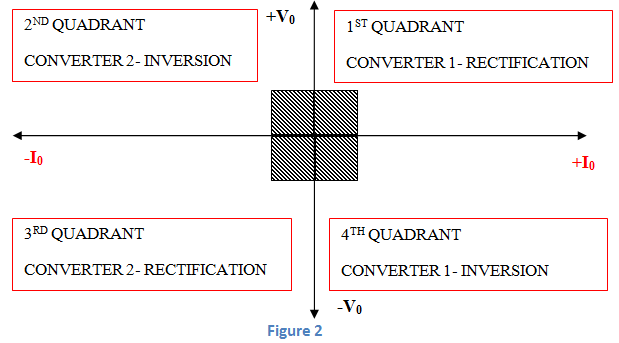 2ND QUADRANT
CONVERTER 2- INVERSION
+V0
1ST QUADRANT
CONVERTER 1- RECTIFICATION
-I0
+I0
3RD QUADRANT
CONVERTER 2- RECTIFICATION
4TH QUADRANT
CONVERTER 1- INVERSION
-V0
Figure 2